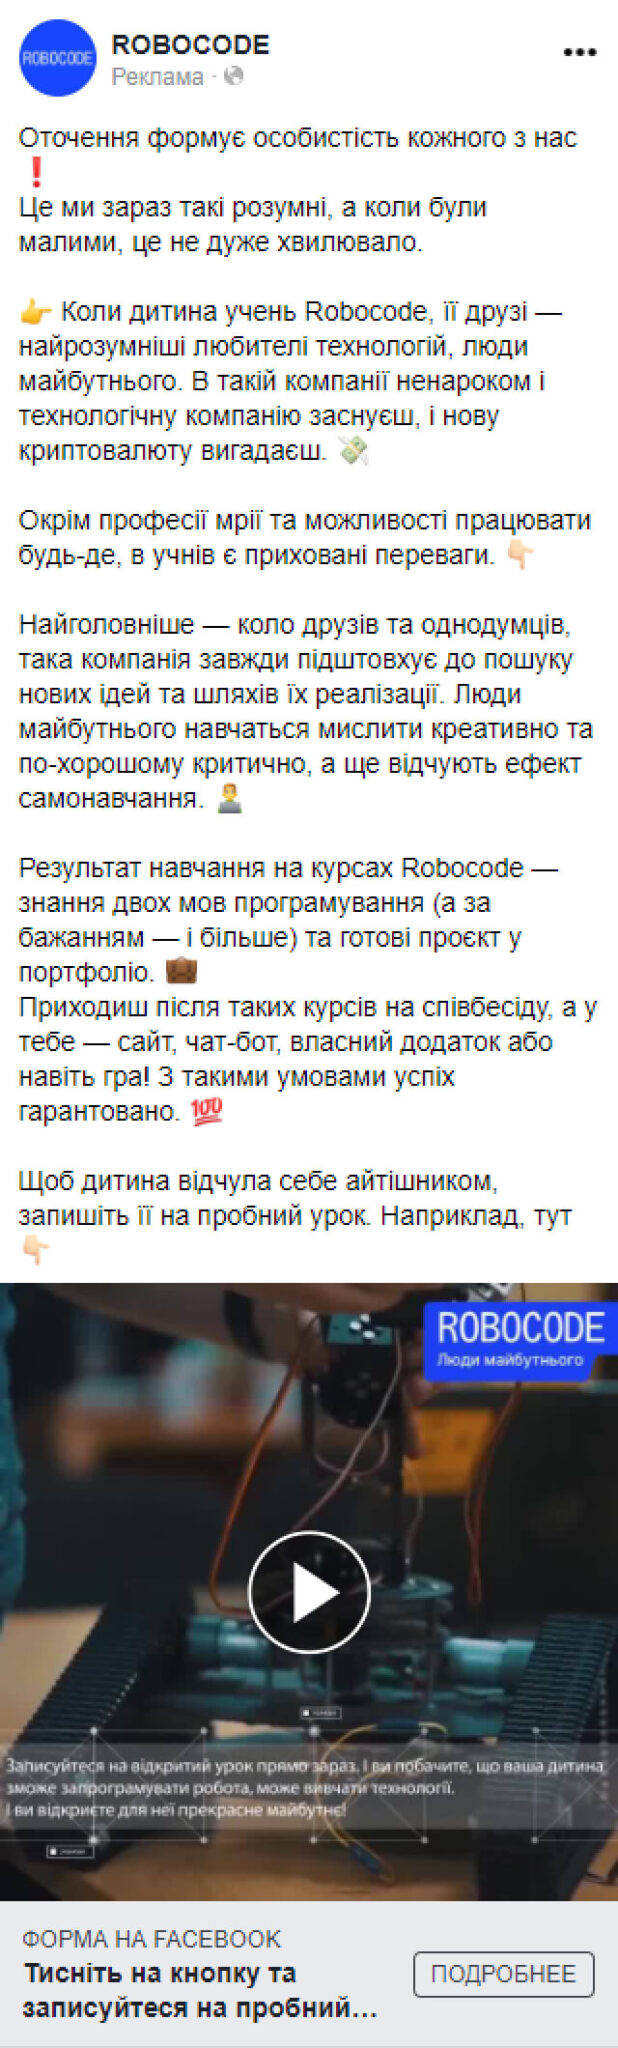 ROBOCODE
ROBOCODE
Реклама ·
Оточення формує особистість кожного з нас
❗
Це ми зараз такі розумні, а коли були
малими, це не дуже хвилювало.
👉 Коли дитина учень Robocode, її друзі —
найрозумніші любителі технологій, люди
майбутнього. В такій компанії ненароком і
технологічну компанію заснуєш, і нову
криптовалюту вигадаєш. 💸
Окрім професії мрії та можливості працювати
будь-де, в учнів є приховані переваги. 👇🏻
Найголовніше — коло друзів та однодумців,
така компанія завжди підштовхує до пошуку
нових ідей та шляхів їх реалізації. Люди
майбутнього навчаться мислити креативно та
по-хорошому критично, а ще відчують ефект
самонавчання. 👨‍💻
Результат навчання на курсах Robocode —
знання двох мов програмування (а за
бажанням — і більше) та готові проєкт у
портфоліо. 💼
Приходиш після таких курсів на співбесіду, а у
тебе — сайт, чат-бот, власний додаток або
навіть гра! З такими умовами успіх
гарантовано. 💯
Щоб дитина відчула себе айтішником,
запишіть її на пробний урок. Наприклад, тут
👇🏻
ROBOCODE
Люди майбутнього
Записуйтеся на відкритий урок прямо зараз. І ви побачите, що ваша дитина
зможе запрограмувати робота, може вивчати технології.
І ви відкриєте для неї прекрасне майбутнє!
ФОРМА НА FACEBOOK
Тисніть на кнопку та
записуйтеся на пробний...
ПОДРОБНЕЕ